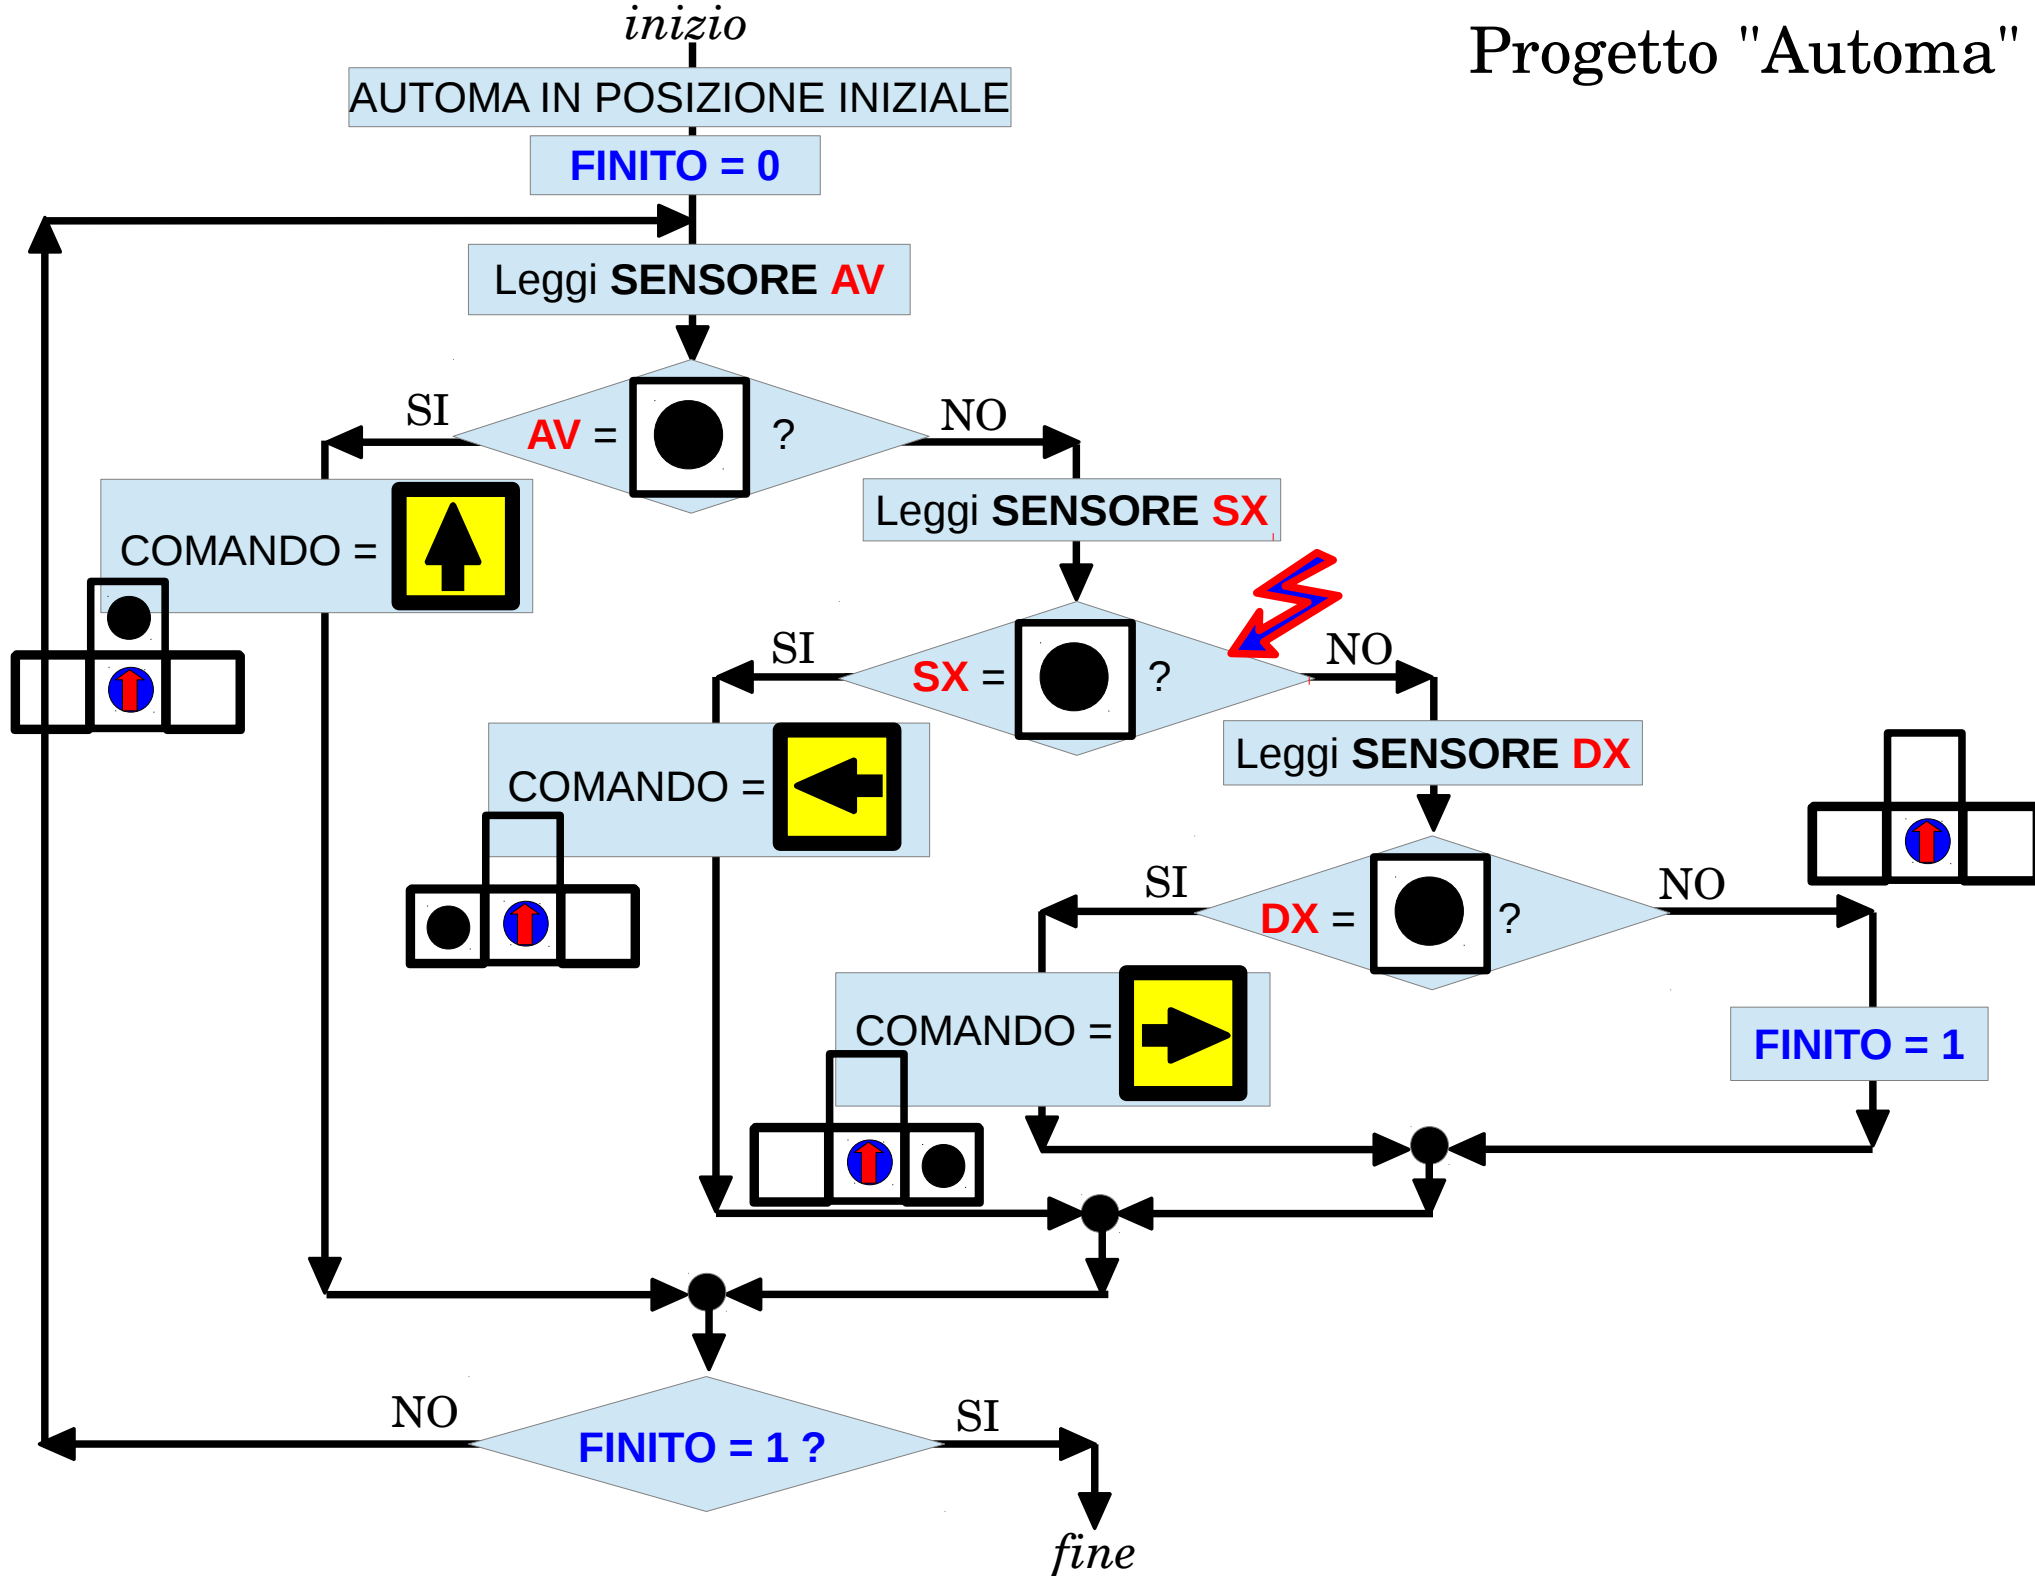 inizio
Progetto "Automa"
AUTOMA IN POSIZIONE INIZIALE
FINITO = 0
Leggi SENSORE AV
SI
AV = ?
NO
COMANDO =
Leggi SENSORE SX
SI
SX = ?
NO
COMANDO =
Leggi SENSORE DX
SI
DX = ?
NO
COMANDO =
FINITO = 1
NO
FINITO = 1 ?
SI
fine